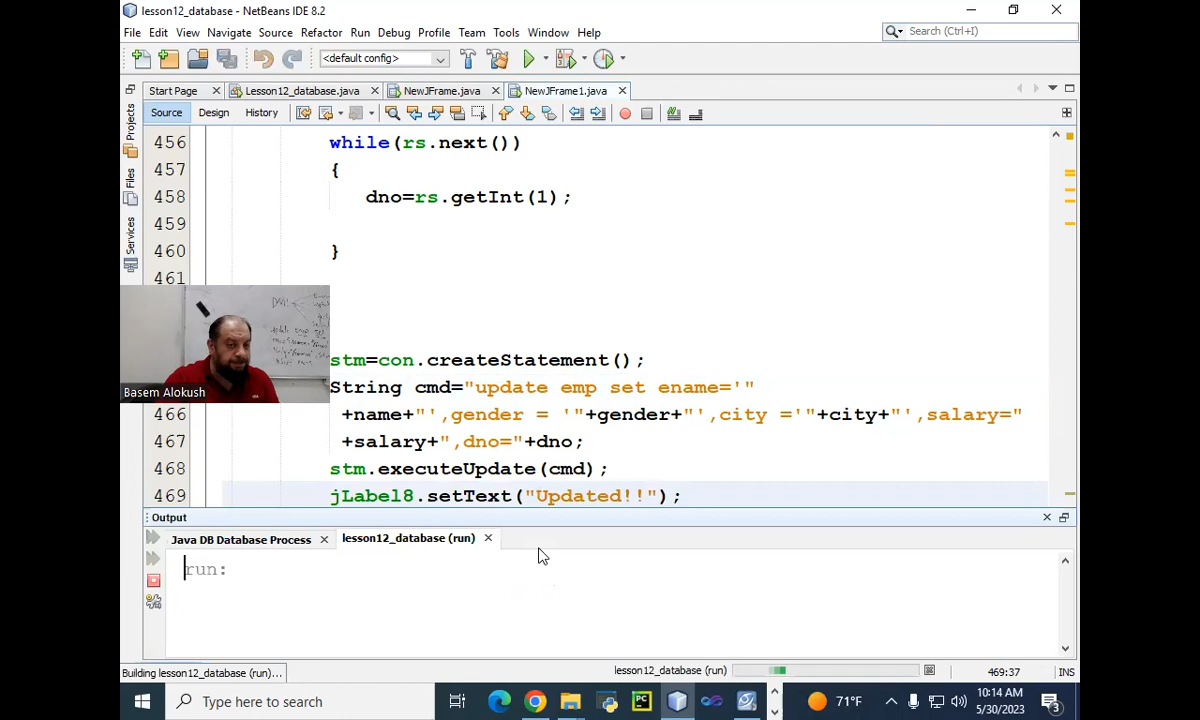 lesson12_database - NetBeans IDE 8.2
File Edit View Navigate Source Refactor Run Debug Profile Team Tools Window Help
Search (Ctrl+I)
<default config>
Start Page Lesson12_database.java NewJFrame.java NewJFrame1.java
Source Design History
Projects
Files
Services
456 while(rs.next())
457 {
458 dno=rs.getInt(1);
459
460 }
461
stm=con.createStatement();
String cmd="update emp set ename='"
466 +name+"',gender = '"+gender+"',city ='"+city+"',salary="
467 +salary+",dno="+dno;
468 stm.executeUpdate(cmd);
469 jLabel8.setText("Updated!!");
Basem Alokush
Output
Java DB Database Process lesson12_database (run)
run:
Building lesson12_database (run)... lesson12_database (run) 469:37 INS
Type here to search
PC
71°F
10:14 AM
5/30/2023
3